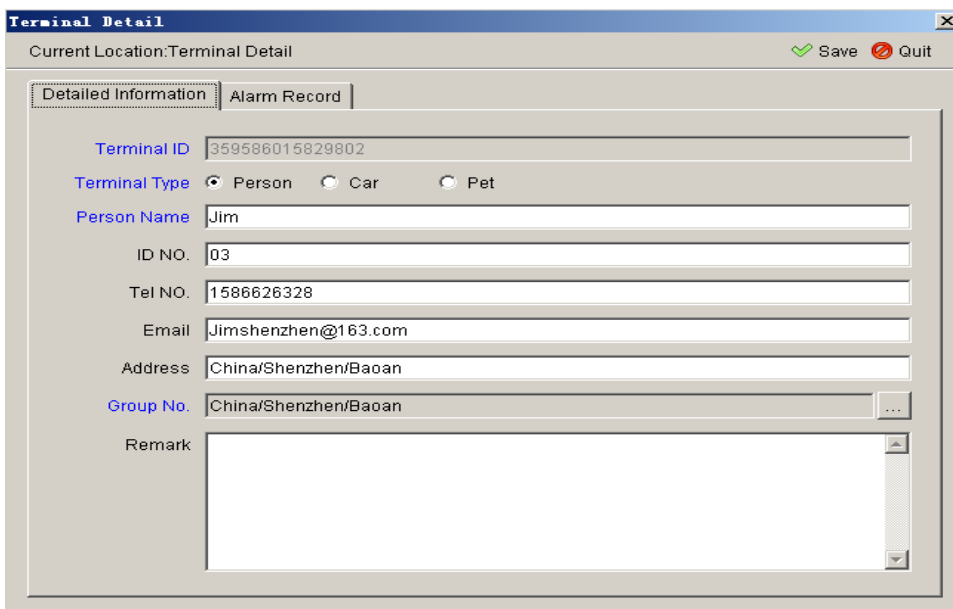 Terminal Detail
Current Location:Terminal Detail Save Quit
Detailed Information Alarm Record
Terminal ID 359586015829802
Terminal Type Person Car Pet
Person Name Jim
ID NO. 03
Tel NO. 1586626328
Email Jimshenzhen@163.com
Address China/Shenzhen/Baoan
Group No. China/Shenzhen/Baoan ...
Remark